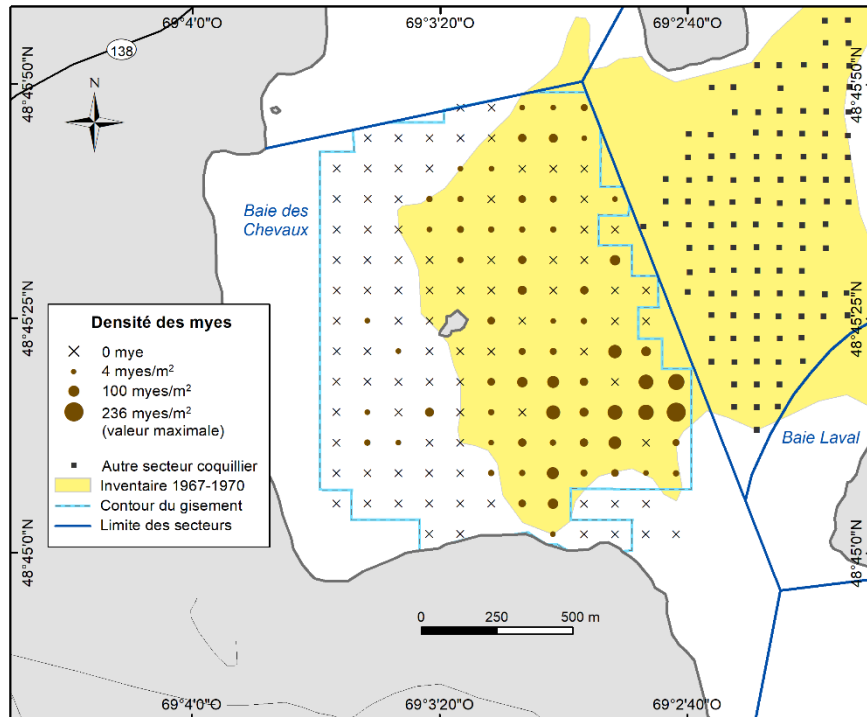 69°4'0"O
69°3'20"O
69°2'40"O
138
N
48°45'50"N
48°45'50"N
Baie des
Chevaux
48°45'25"N
48°45'25"N
Densité des myes
0 mye
4 myes/m²
100 myes/m²
236 myes/m²
(valeur maximale)
Autre secteur coquillier
Inventaire 1967-1970
Contour du gisement
Limite des secteurs
Baie Laval
48°45'0"N
48°45'0"N
0 250 500 m
69°4'0"O
69°3'20"O
69°2'40"O